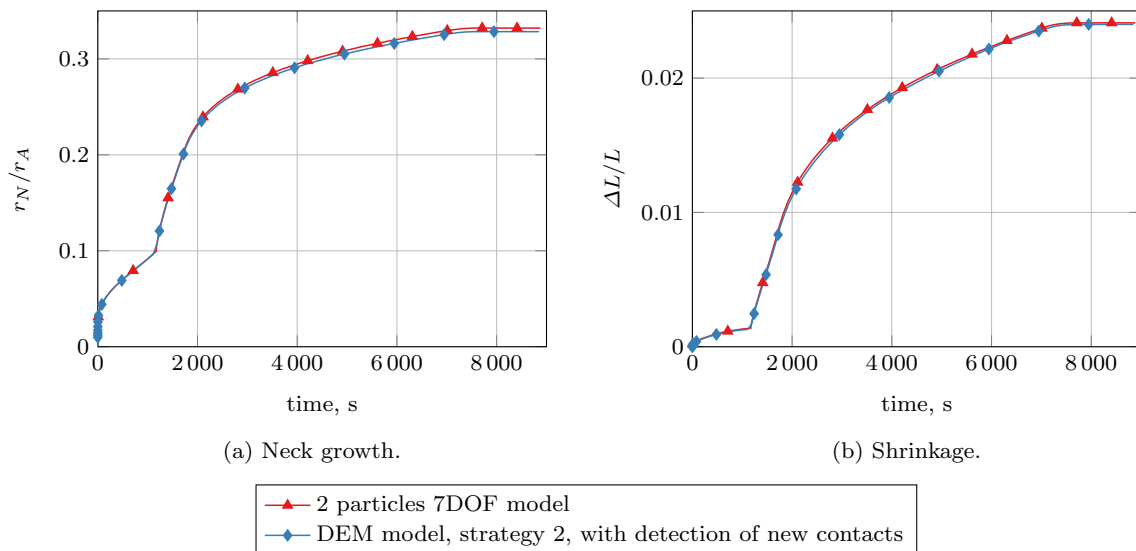 0.3
0.2
0.1
0
r_N/r_A
0 2 000 4 000 6 000 8 000
time, s
(a) Neck growth.
0.02
0.01
0
ΔL/L
0 2 000 4 000 6 000 8 000
time, s
(b) Shrinkage.
2 particles 7DOF model
DEM model, strategy 2, with detection of new contacts